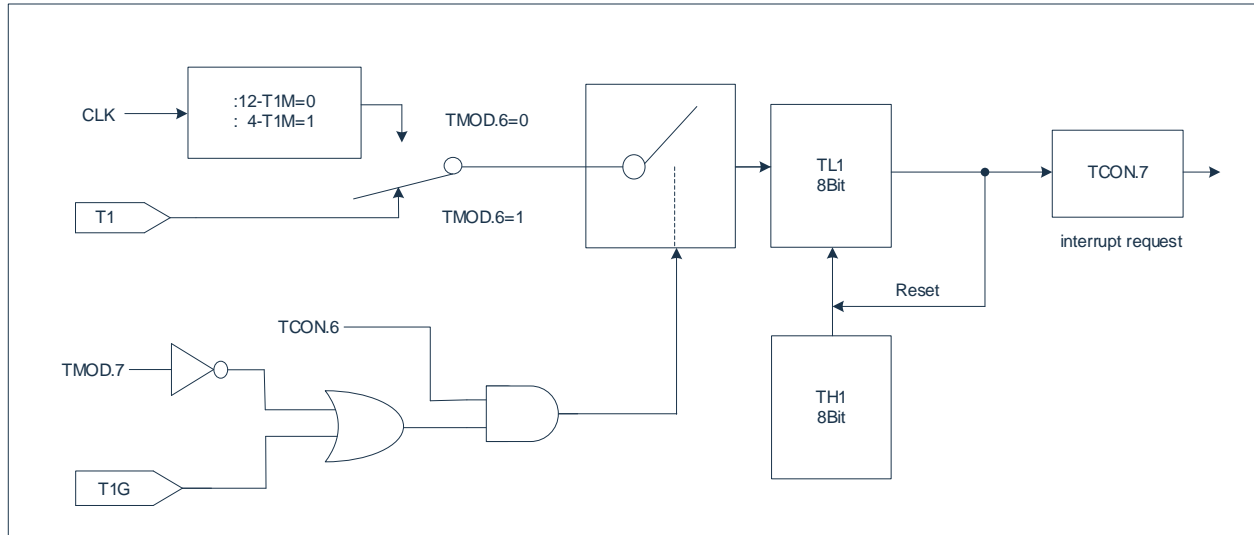 :12-T1M=0
: 4-T1M=1
CLK
TMOD.6=0
T1
TMOD.6=1
TL1
8Bit
TCON.7
interrupt request
Reset
TCON.6
TMOD.7
TH1
8Bit
T1G